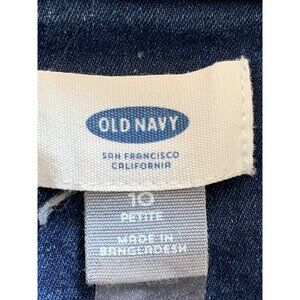 OLD NAVY
SAN FRANCISCO
CALIFORNIA
10
PETITE
MADE IN
BANGLADESH